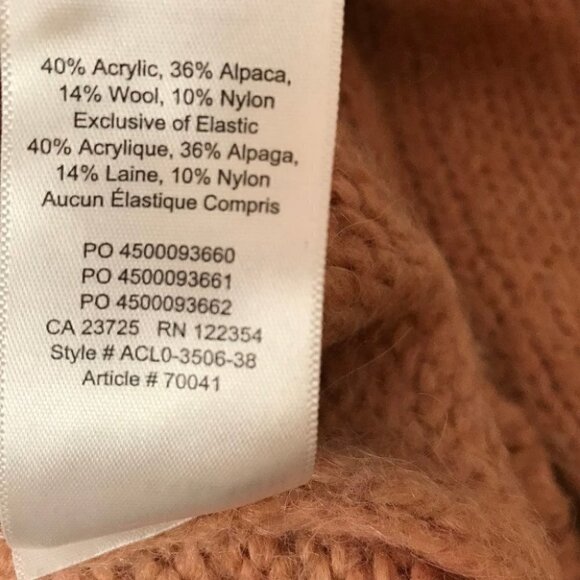 40% Acrylic, 36% Alpaca,
14% Wool, 10% Nylon
Exclusive of Elastic
40% Acrylique, 36% Alpaga,
14% Laine, 10% Nylon
Aucun Élastique Compris
PO 4500093660
PO 4500093661
PO 4500093662
CA 23725 RN 122354
Style # ACL0-3506-38
Article # 70041